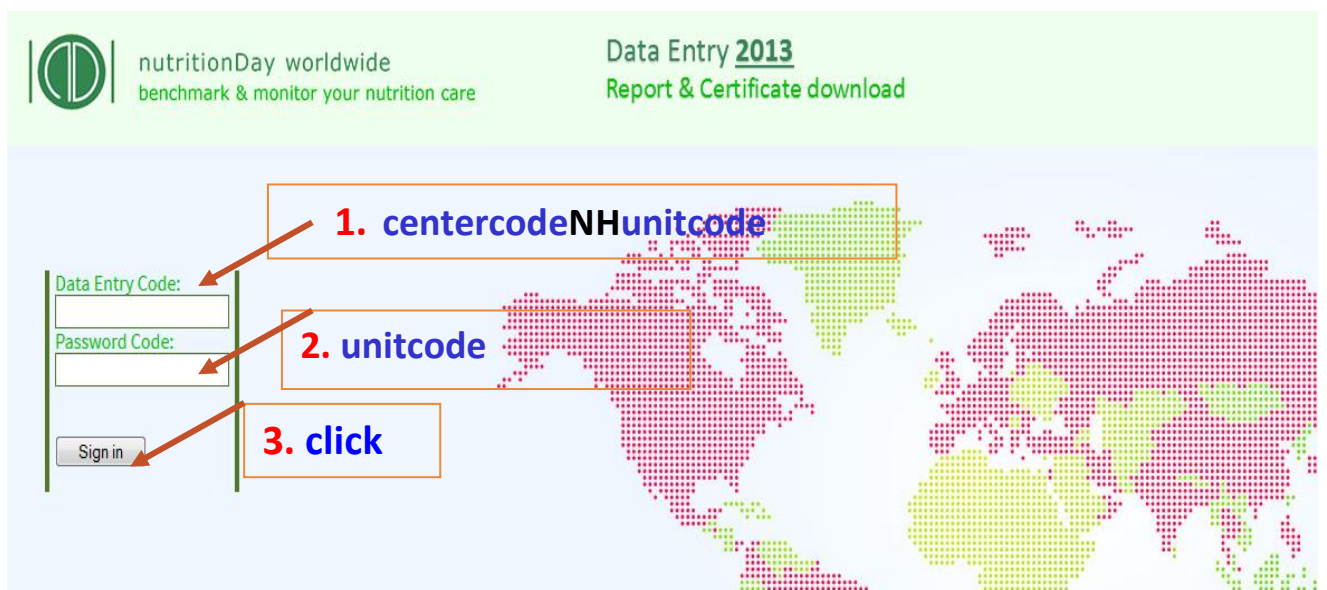 nutritionDay worldwide
benchmark & monitor your nutrition care
Data Entry 2013
Report & Certificate download
1. centercodeNHunitcode
Data Entry Code:
Password Code:
2. unitcode
Sign in
3. click